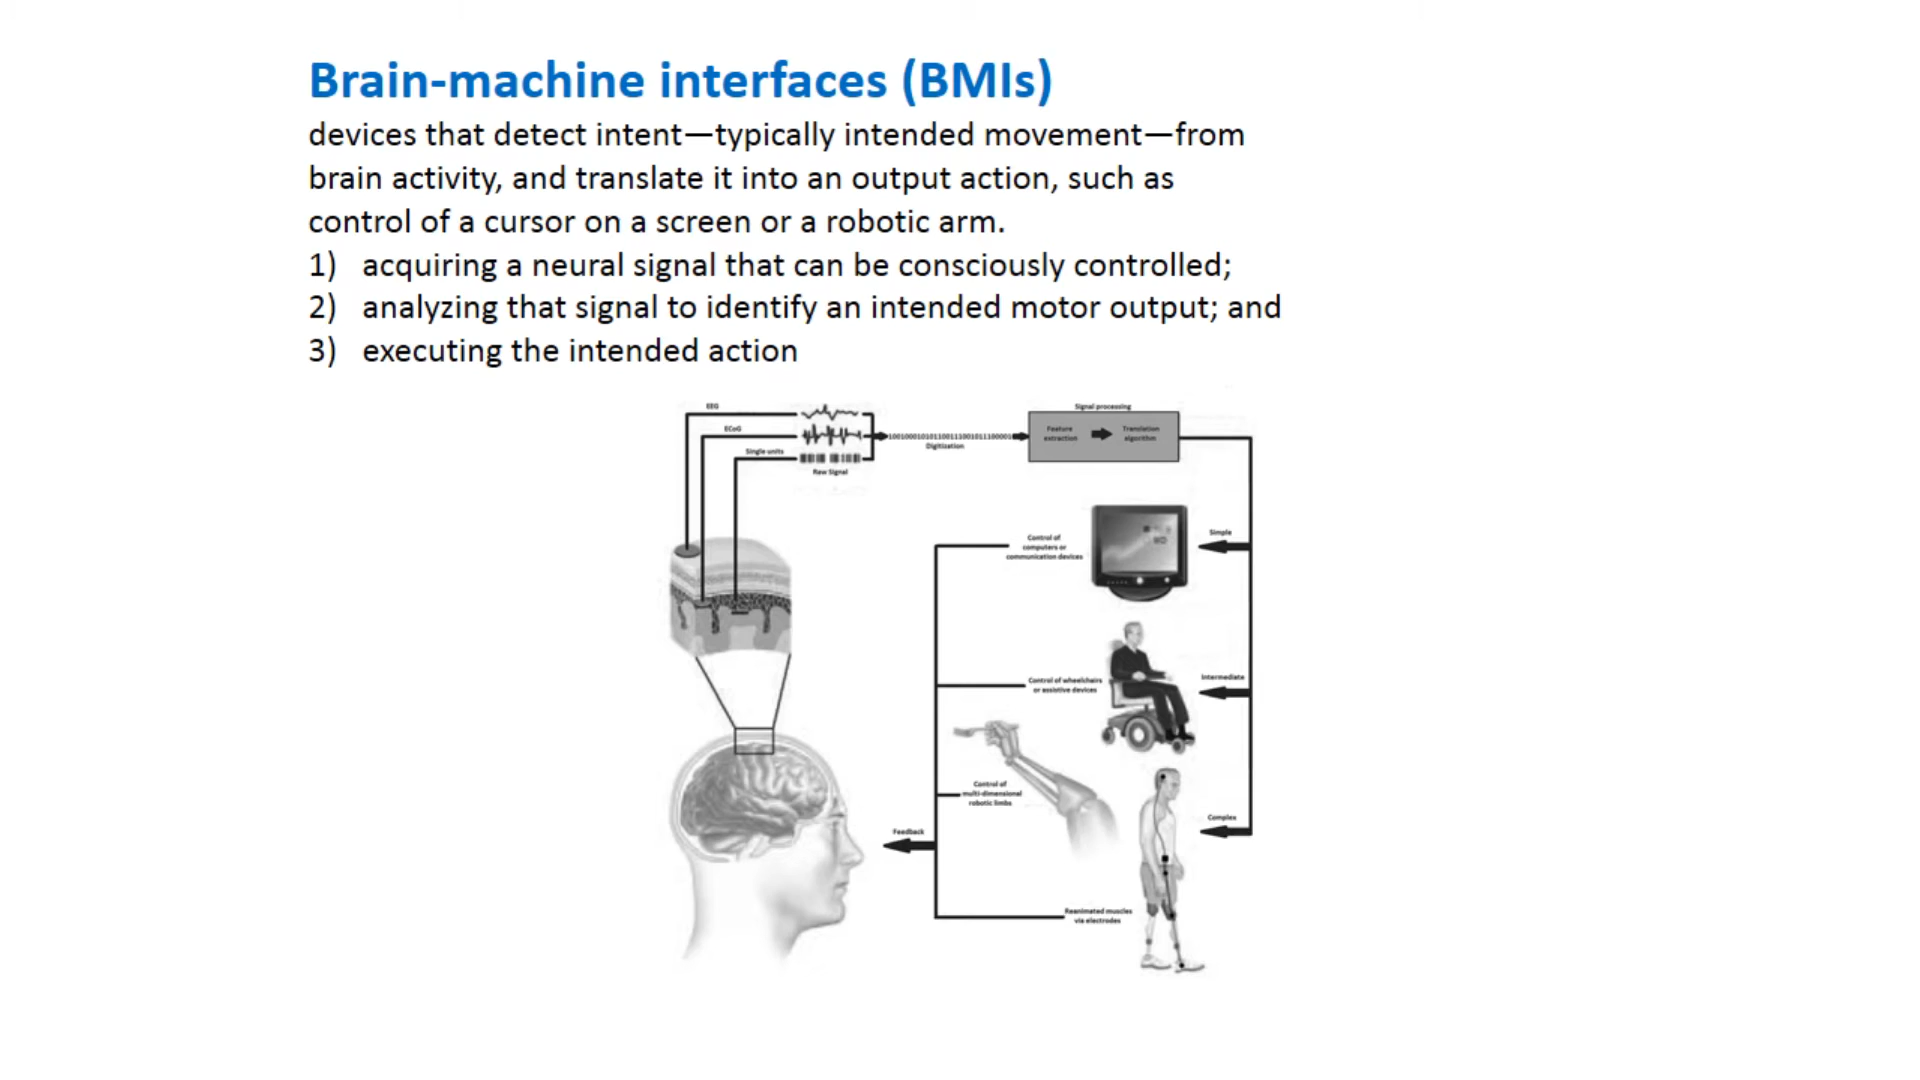 Brain-machine interfaces (BMIs)
devices that detect intent—typically intended movement—from
brain activity, and translate it into an output action, such as
control of a cursor on a screen or a robotic arm.
1) acquiring a neural signal that can be consciously controlled;
2) analyzing that signal to identify an intended motor output; and
3) executing the intended action
EEG
ECoG
Single units
Raw Signal
Digitization
Signal processing
Feature
extraction
Translation
algorithm
Simple
Control of
computers or
communication devices
Intermediate
Control of wheelchairs
or assistive devices
Control of
multi-dimensional
robotic limbs
Complex
Feedback
Reanimated muscles
via electrodes